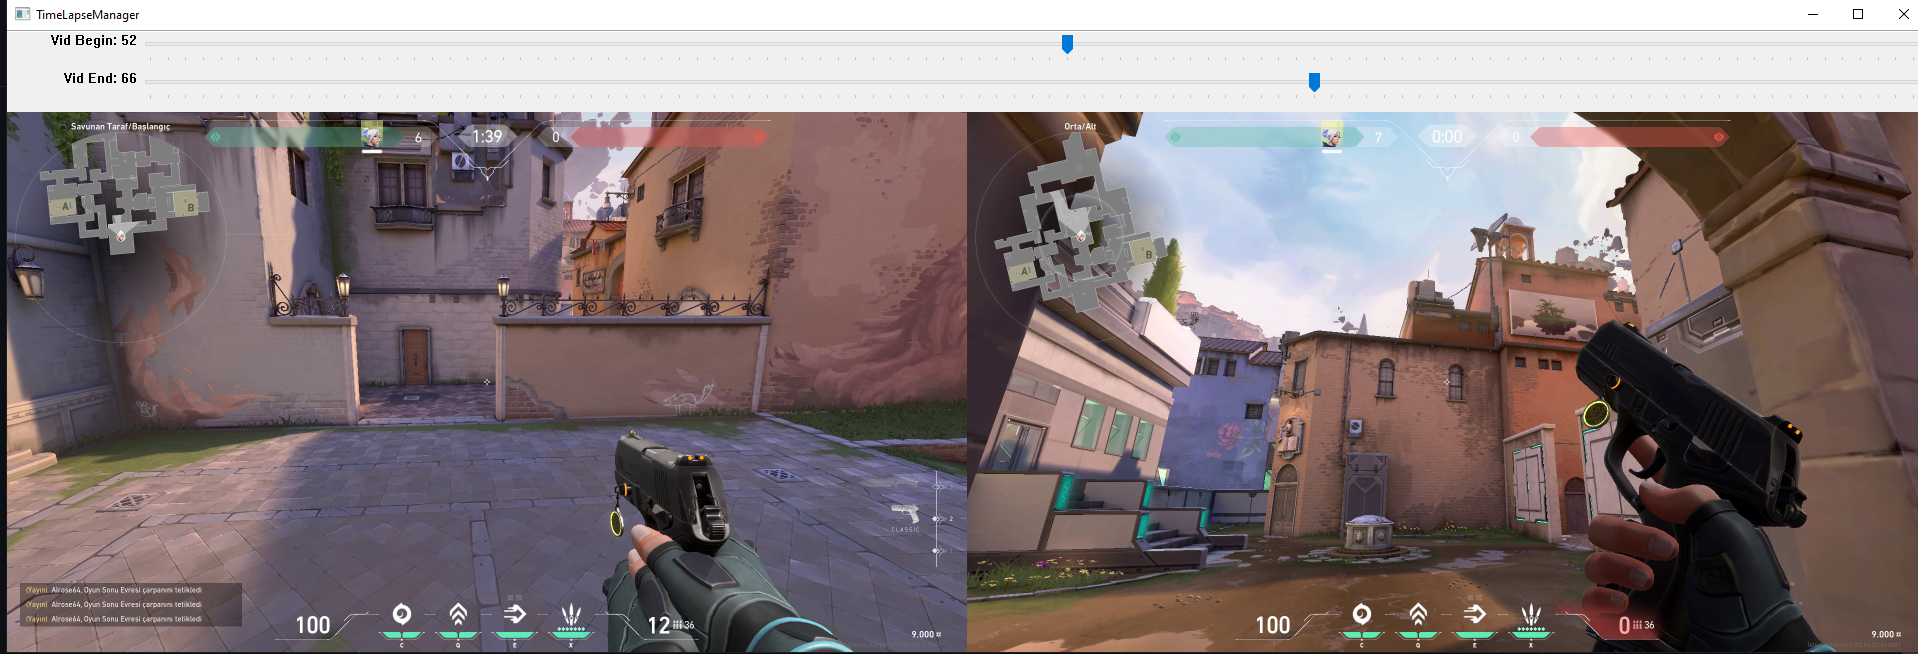 TimeLapseManager
Vid Begin: 52
Vid End: 66
Savunan Taraf/Başlangıç
6
1:39
0
A
B
CLASSIC
2
(Yayın) Alrose64, Oyun Sonu Evresi çarpanını tetikledi
(Yayın) Alrose64, Oyun Sonu Evresi çarpanını tetikledi
(Yayın) Alrose64, Oyun Sonu Evresi çarpanını tetikledi
100
C
Q
E
X
12
36
9.000
Orta/Alt
7
0:00
0
A
B
100
C
Q
E
X
0
36
9.000